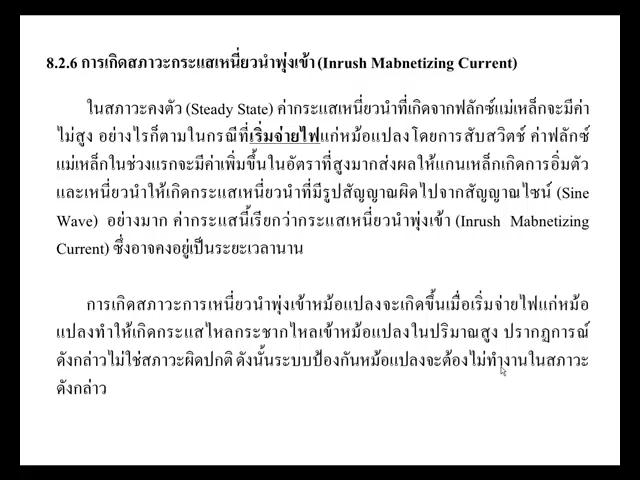 8.2.6 การเกิดสภาวะกระแสเหนี่ยวนำพุ่งเข้า (Inrush Mabnetizing Current)
ในสภาวะคงตัว (Steady State) ค่ากระแสเหนี่ยวนำที่เกิดจากฟลักซ์แม่เหล็กจะมีค่า
ไม่สูง อย่างไรก็ตามในกรณีที่เริ่มจ่ายไฟแก่หม้อแปลงโดยการสับสวิตช์ ค่าฟลักซ์
แม่เหล็กในช่วงแรกจะมีค่าเพิ่มขึ้นในอัตราที่สูงมากส่งผลให้แกนเหล็กเกิดการอิ่มตัว
และเหนี่ยวนำให้เกิดกระแสเหนี่ยวนำที่มีรูปสัญญาณผิดไปจากสัญญาณไซน์ (Sine
Wave) อย่างมาก ค่ากระแสนี้เรียกว่ากระแสเหนี่ยวนำพุ่งเข้า (Inrush Mabnetizing
Current) ซึ่งอาจคงอยู่เป็นระยะเวลานาน
การเกิดสภาวะการเหนี่ยวนำพุ่งเข้าหม้อแปลงจะเกิดขึ้นเมื่อเริ่มจ่ายไฟแก่หม้อ
แปลงทำให้เกิดกระแสไหลกระชากไหลเข้าหม้อแปลงในปริมาณสูง ปรากฏการณ์
ดังกล่าวไม่ใช่สภาวะผิดปกติ ดังนั้นระบบป้องกันหม้อแปลงจะต้องไม่ทำงานในสภาวะ
ดังกล่าว